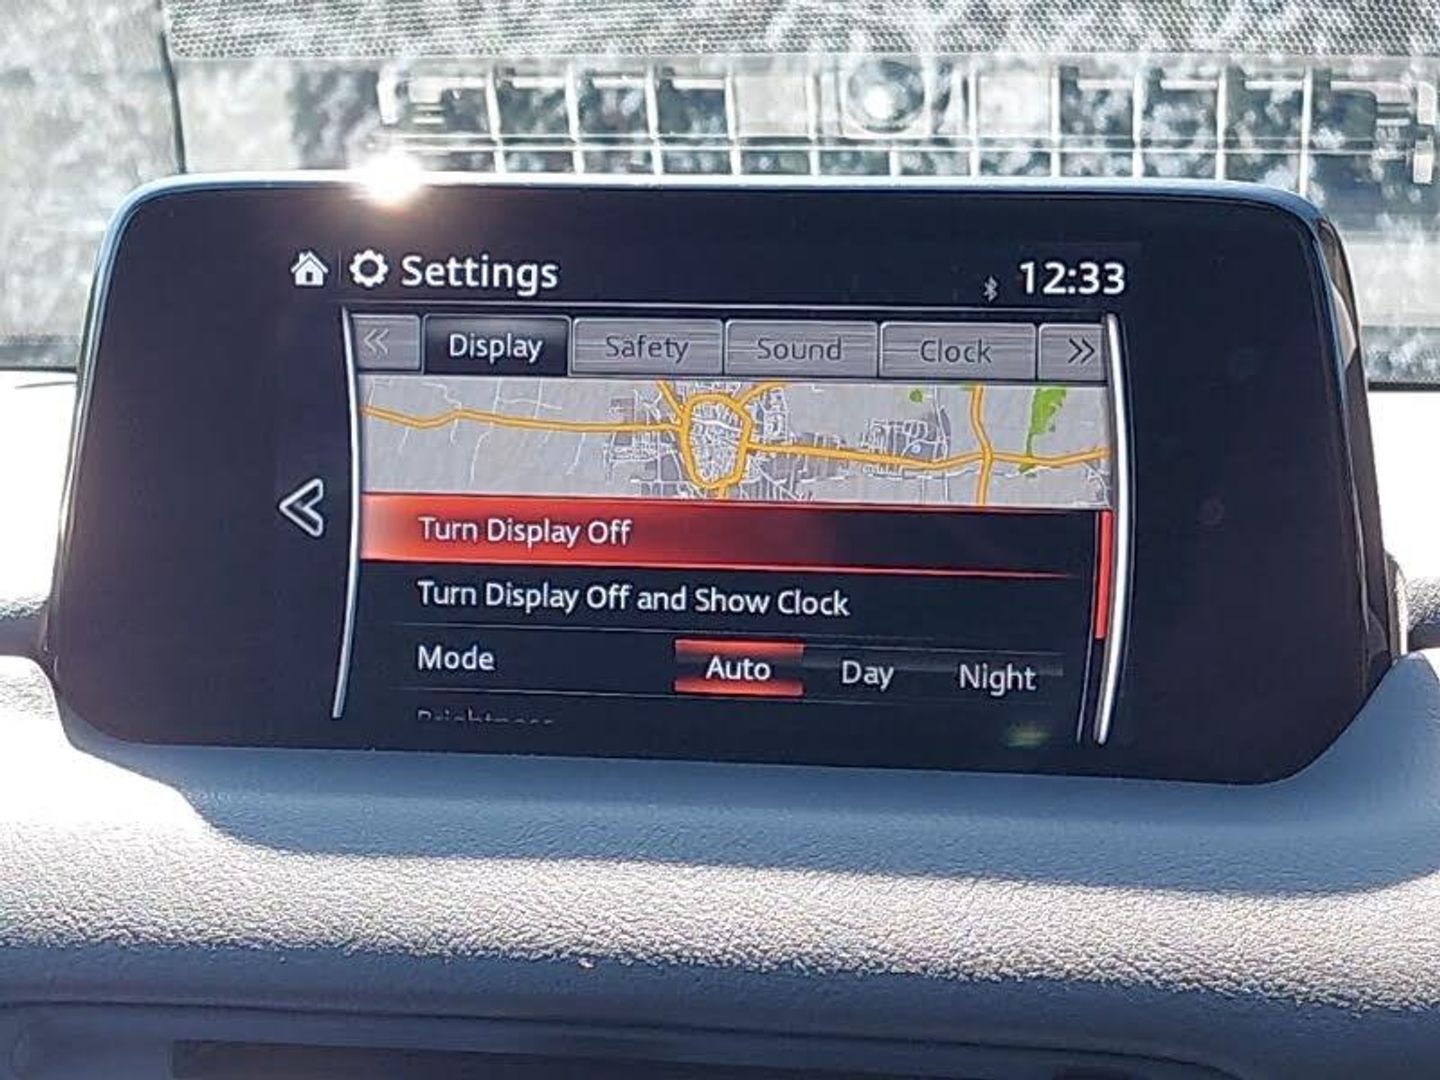 Settings 12:33
Display Safety Sound Clock
Turn Display Off
Turn Display Off and Show Clock
Mode Auto Day Night
Brightness